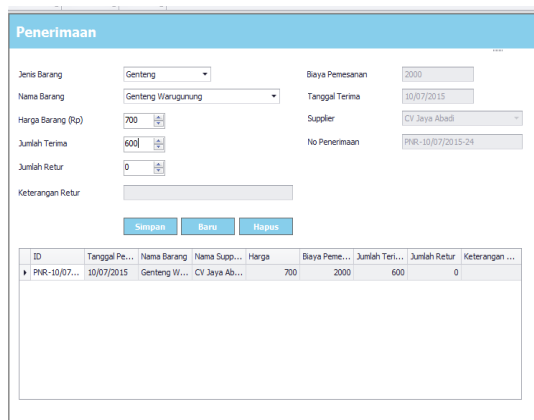 Penerimaan
Jenis Barang Genteng Biaya Pemesanan 2000
Nama Barang Genteng Warugunung Tanggal Terima 10/07/2015
Harga Barang (Rp) 700 Supplier CV Jaya Abadi
Jumlah Terima 600 No Penerimaan PNR-10/07/2015-24
Jumlah Retur 0
Keterangan Retur
Simpan Baru Hapus
ID Tanggal Pe... Nama Barang Nama Supp... Harga Biaya Peme... Jumlah Teri... Jumlah Retur Keterangan ...
PNR-10/07... 10/07/2015 Genteng W... CV Jaya Ab... 700 2000 600 0